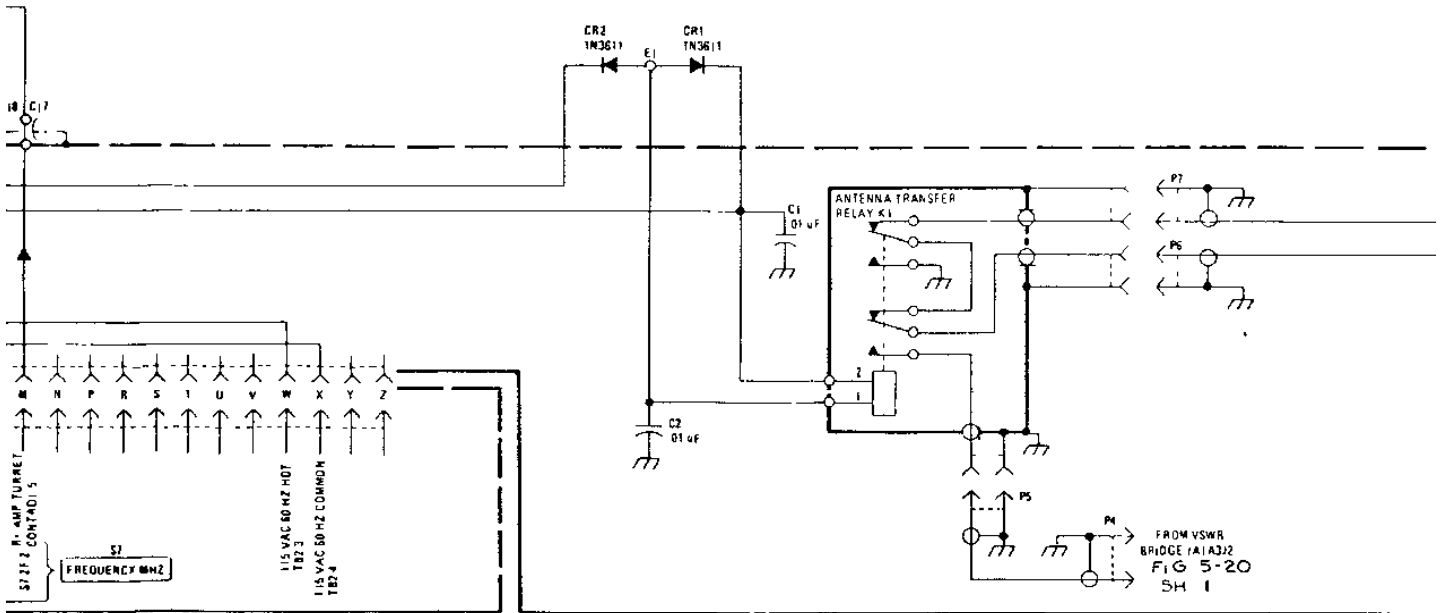 CR2
1N3611
E1
CR1
1N3611
18 C17
C1
.01 uF
ANTENNA TRANSFER
RELAY K1
P7
P6
2
1
C2
.01 uF
M N P R S T U V W X Y Z
S7 2F 2
AMP TURRET
115 VAC 60 HZ HOT
TB2 3
115 VAC 60 HZ COMMON
TB2 4
S7
FREQUENCY MHZ
P5
P4
FROM VSWR
BRIDGE (A1A3)J2
FIG 5-20
SH 1